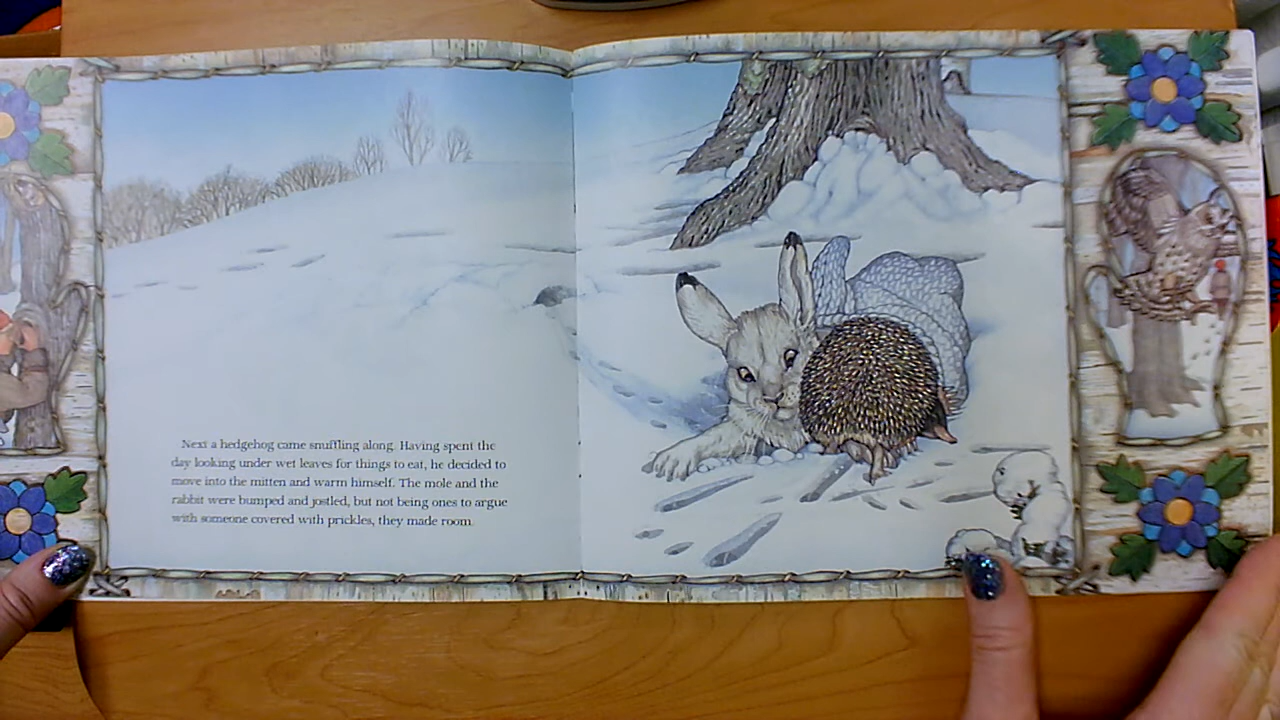 Next a hedgehog came snuffling along. Having spent the
day looking under wet leaves for things to eat, he decided to
move into the mitten and warm himself. The mole and the
rabbit were bumped and jostled, but not being ones to argue
with someone covered with prickles, they made room.